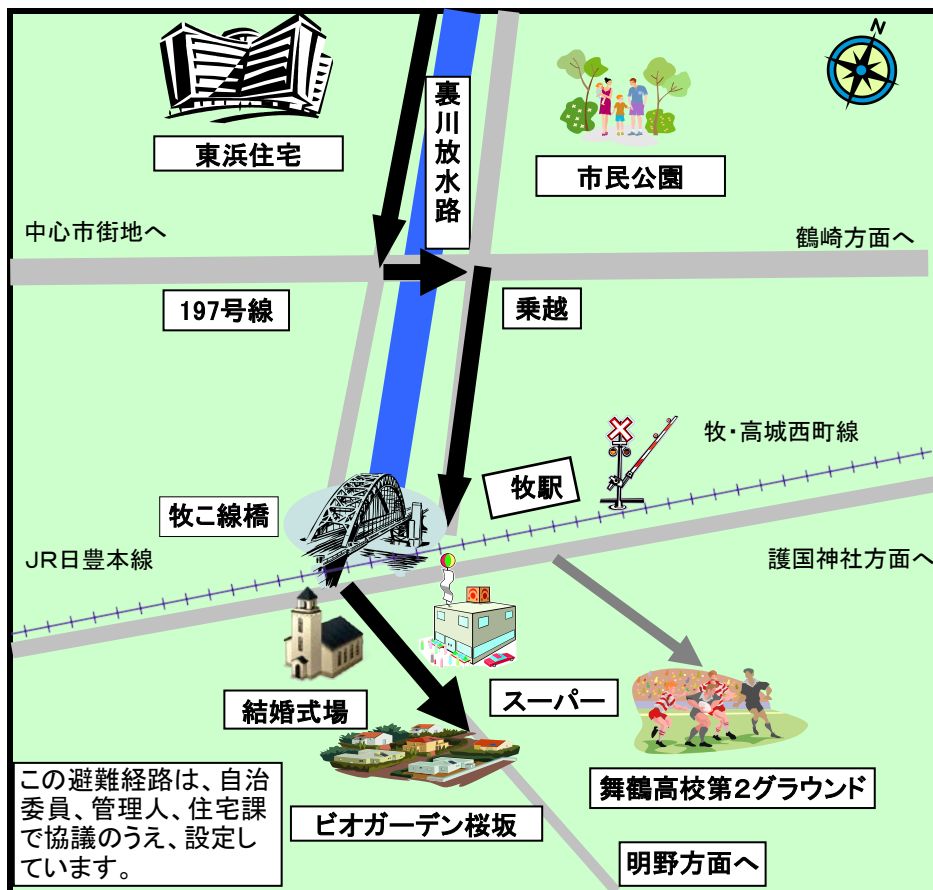 N
裏川放水路
東浜住宅
市民公園
中心市街地へ
鶴崎方面へ
197号線
乗越
牧・高城西町線
牧駅
牧こ線橋
JR日豊本線
護国神社方面へ
スーパー
結婚式場
この避難経路は、自治
委員、管理人、住宅課
で協議のうえ、設定し
ています。
舞鶴高校第２グラウンド
ビオガーデン桜坂
明野方面へ